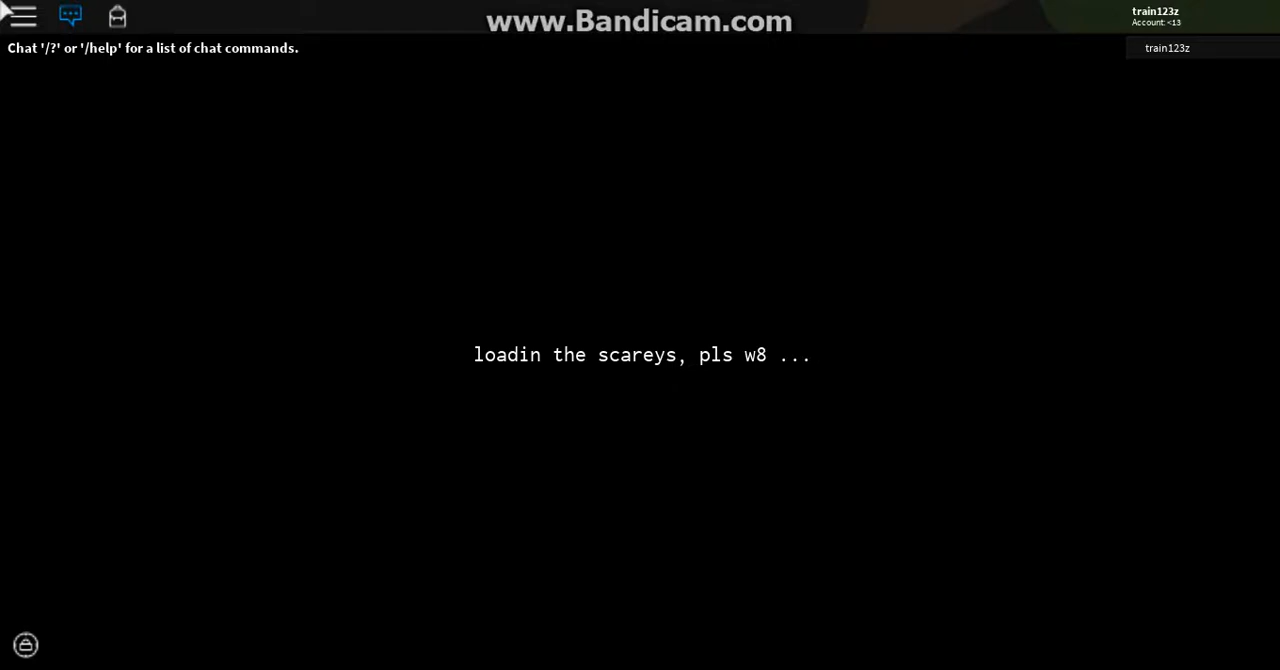 www.Bandicam.com
train123z
Account: <13
Chat '/?' or '/help' for a list of chat commands.
train123z
loadin the scareys, pls w8 ...